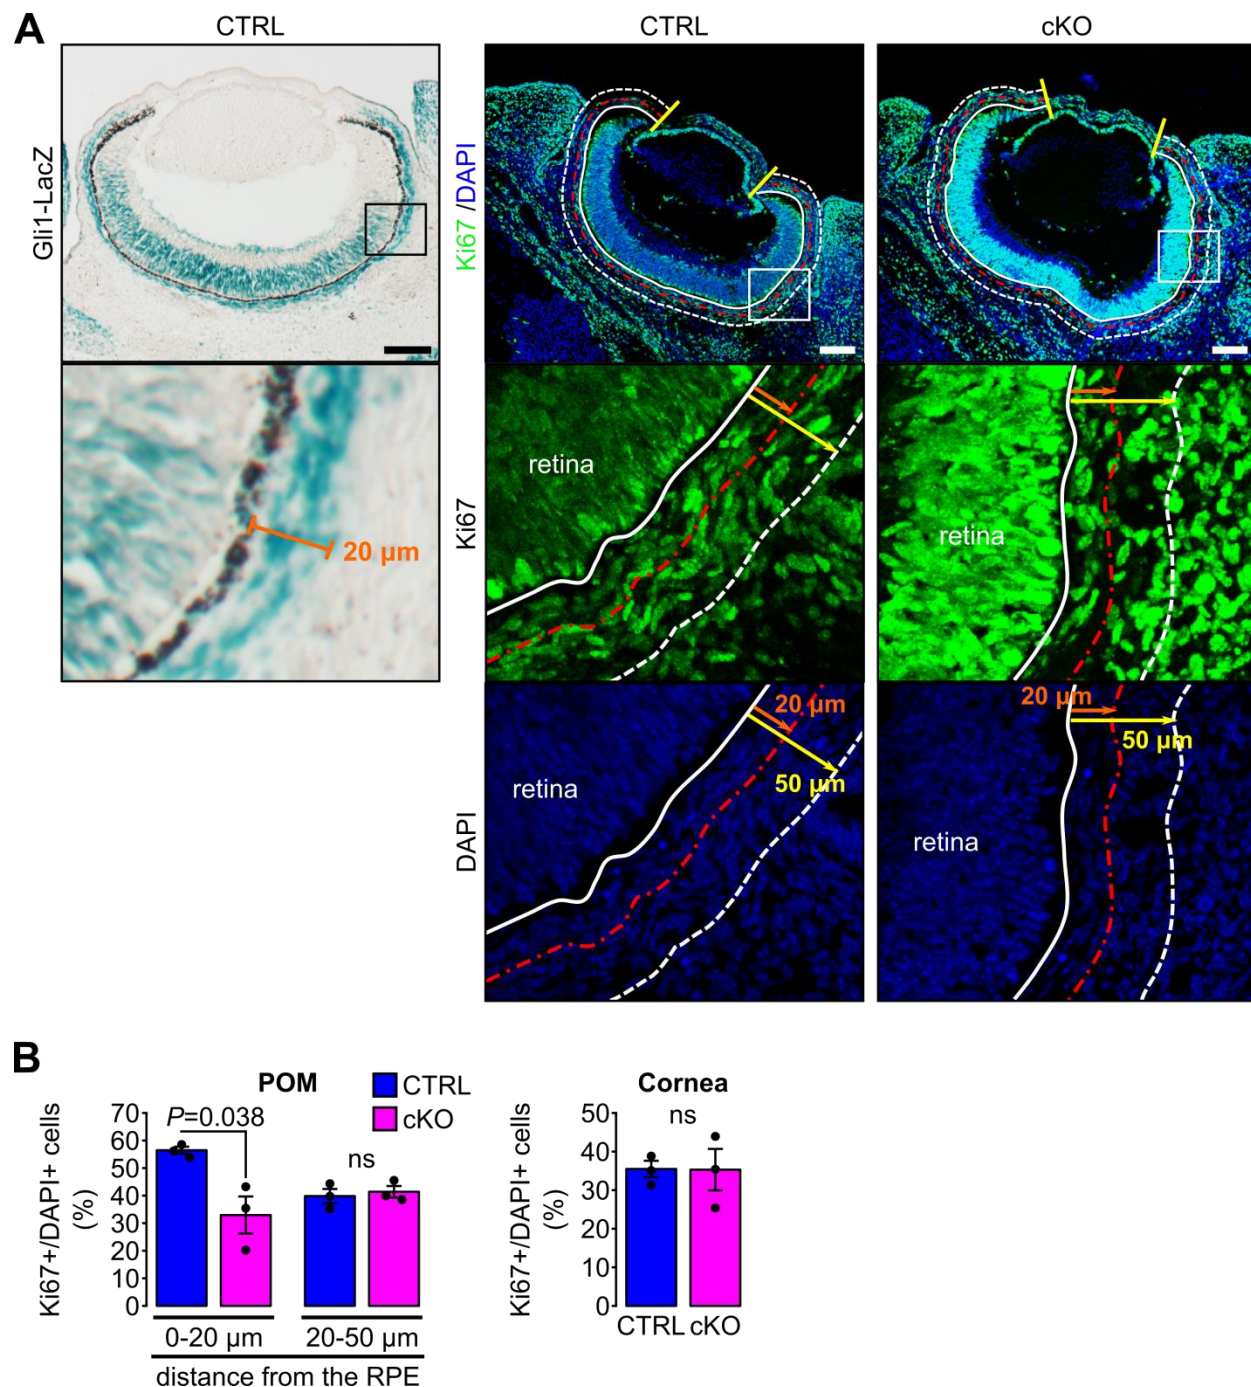 A
CTRL
CTRL
cKO
Gli1-LacZ
Ki67 /DAPI
20 µm
Ki67
retina
retina
DAPI
20 µm
50 µm
retina
20 µm
50 µm
retina
B
POM
CTRL
cKO
Ki67+/DAPI+ cells
(%)
70
60
50
40
30
20
10
0
P=0.038
ns
0-20 µm
20-50 µm
distance from the RPE
Cornea
Ki67+/DAPI+ cells
(%)
50
40
30
20
10
0
ns
CTRL
cKO